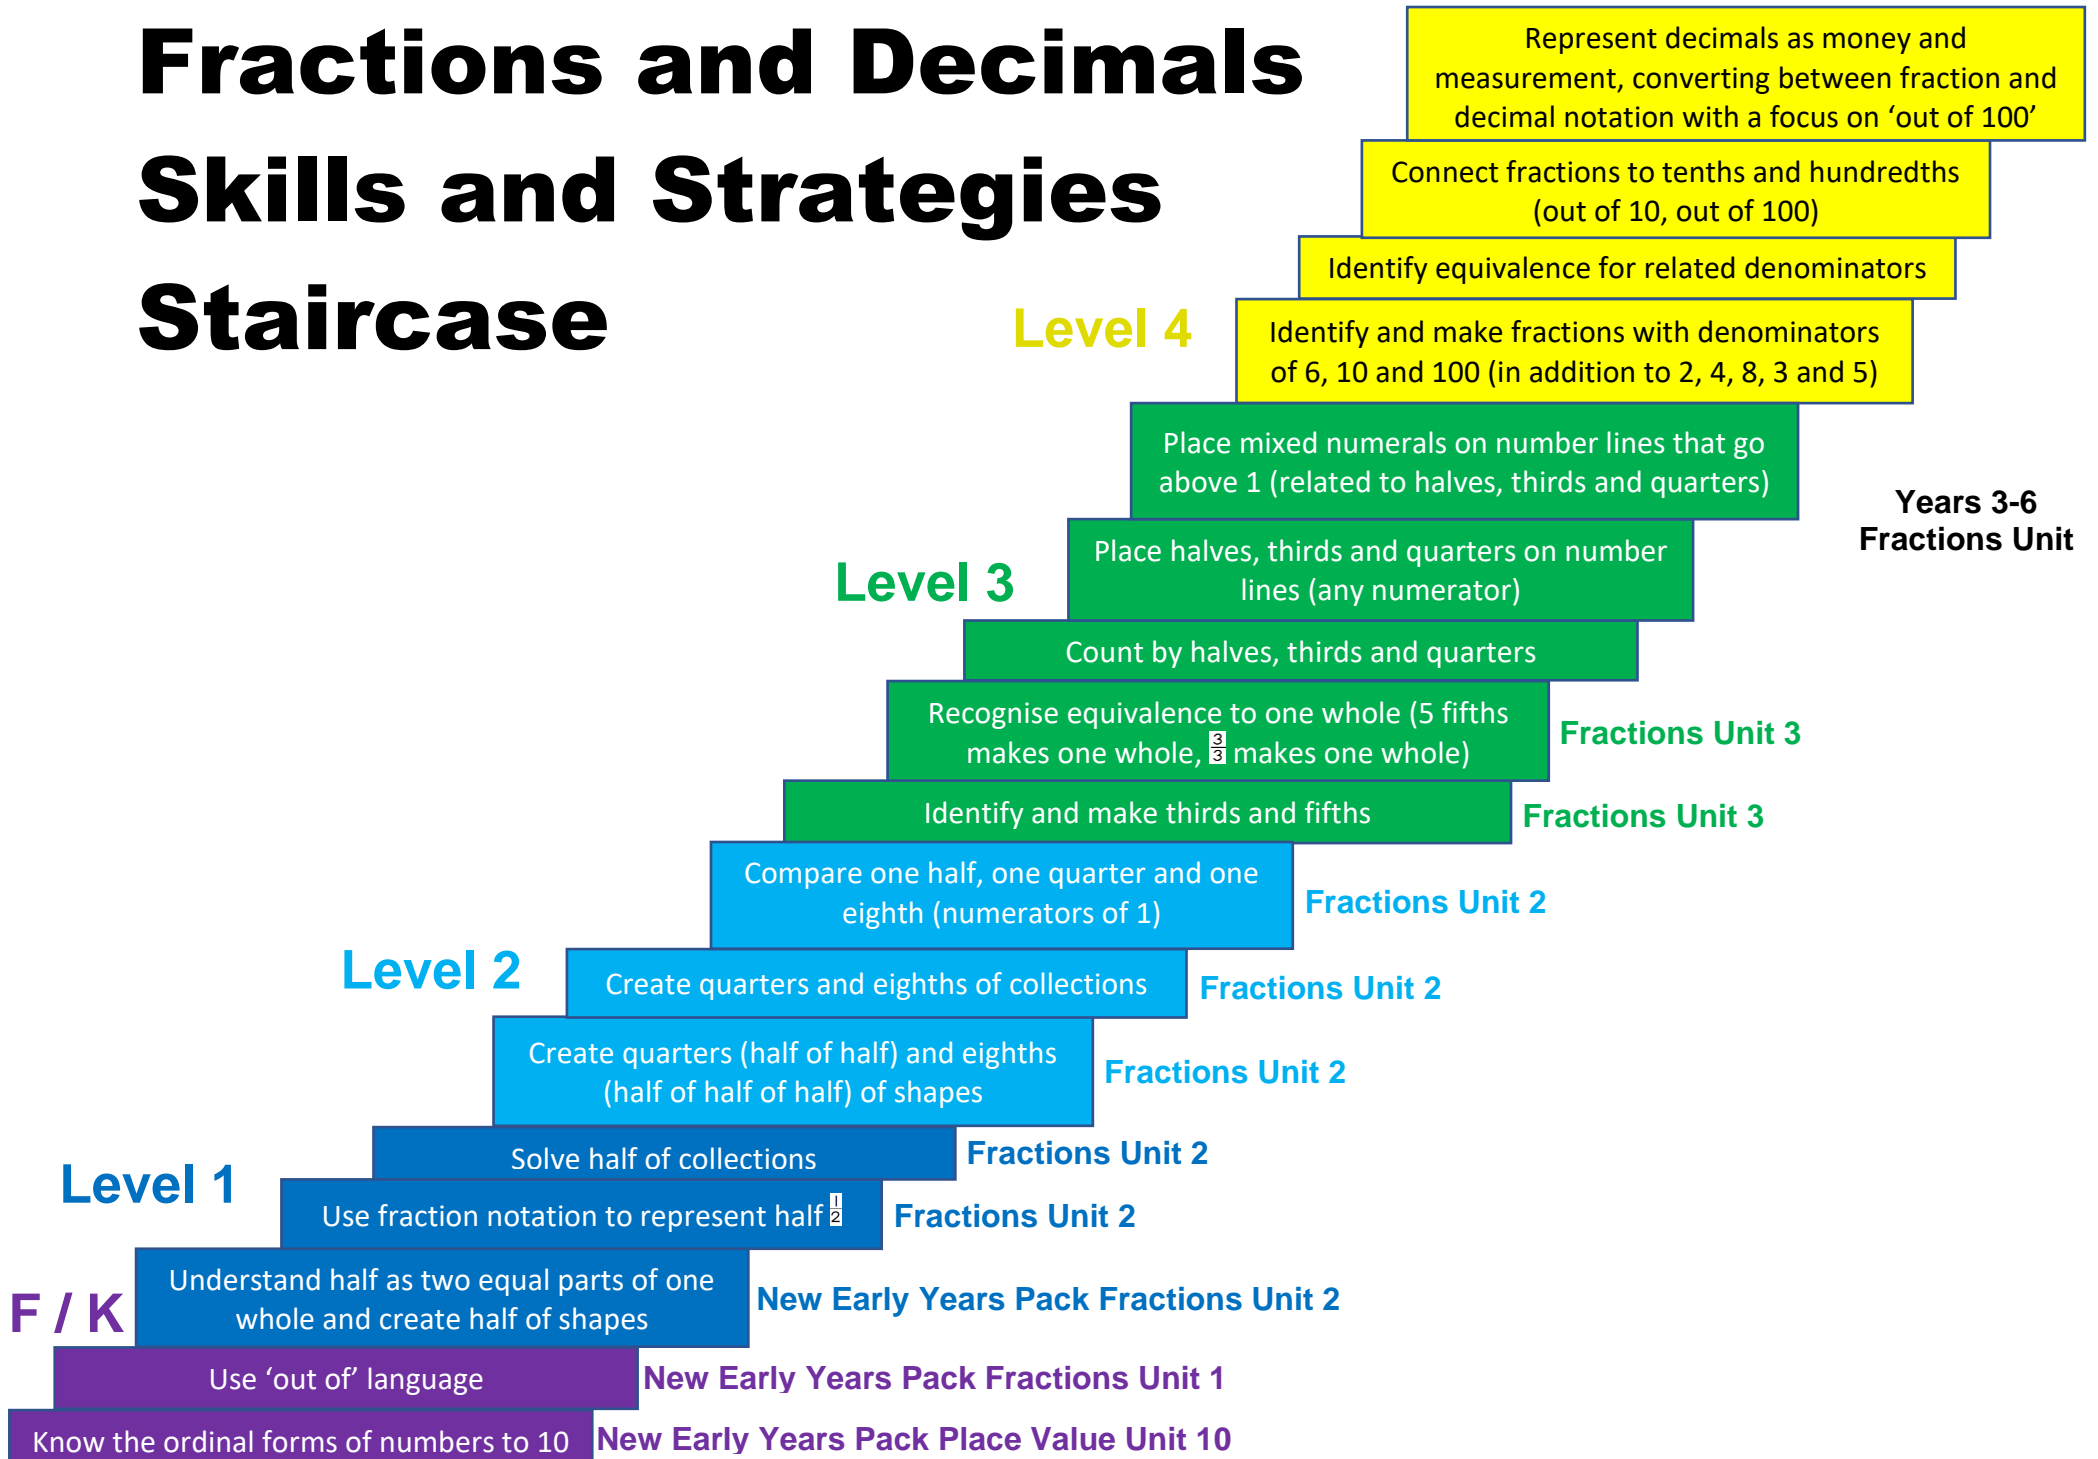 Fractions and Decimals
Skills and Strategies
Staircase
Represent decimals as money and
measurement, converting between fraction and
decimal notation with a focus on ‘out of 100’
Connect fractions to tenths and hundredths
(out of 10, out of 100)
Identify equivalence for related denominators
Level 4
Identify and make fractions with denominators
of 6, 10 and 100 (in addition to 2, 4, 8, 3 and 5)
Place mixed numerals on number lines that go
above 1 (related to halves, thirds and quarters)
Years 3-6
Fractions Unit
Level 3
Place halves, thirds and quarters on number
lines (any numerator)
Count by halves, thirds and quarters
Recognise equivalence to one whole (5 fifths
makes one whole, 3/3 makes one whole)
Fractions Unit 3
Identify and make thirds and fifths
Fractions Unit 3
Compare one half, one quarter and one
eighth (numerators of 1)
Fractions Unit 2
Level 2
Create quarters and eighths of collections
Fractions Unit 2
Create quarters (half of half) and eighths
(half of half of half) of shapes
Fractions Unit 2
Solve half of collections
Fractions Unit 2
Level 1
Use fraction notation to represent half 1/2
Fractions Unit 2
Understand half as two equal parts of one
whole and create half of shapes
New Early Years Pack Fractions Unit 2
F / K
Use ‘out of’ language
New Early Years Pack Fractions Unit 1
Know the ordinal forms of numbers to 10
New Early Years Pack Place Value Unit 10